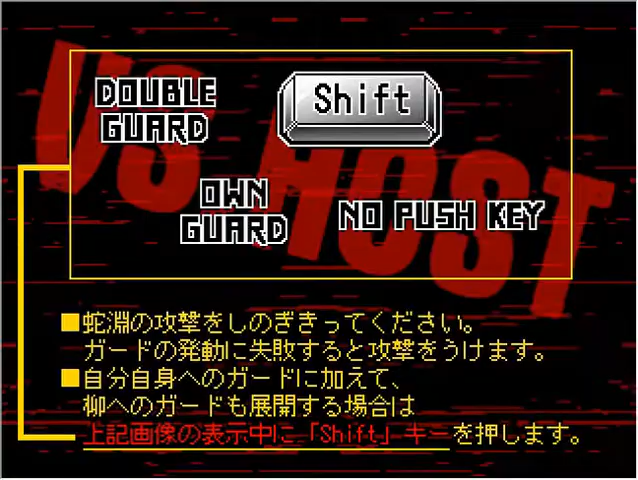 US HOST
DOUBLE
GUARD
Shift
OWN
GUARD
NO PUSH KEY
■蛇淵の攻撃をしのぎきってください。
ガードの発動に失敗すると攻撃をうけます。
■自分自身へのガードに加えて、
柳へのガードも展開する場合は
上記画像の表示中に「Shift」キーを押します。